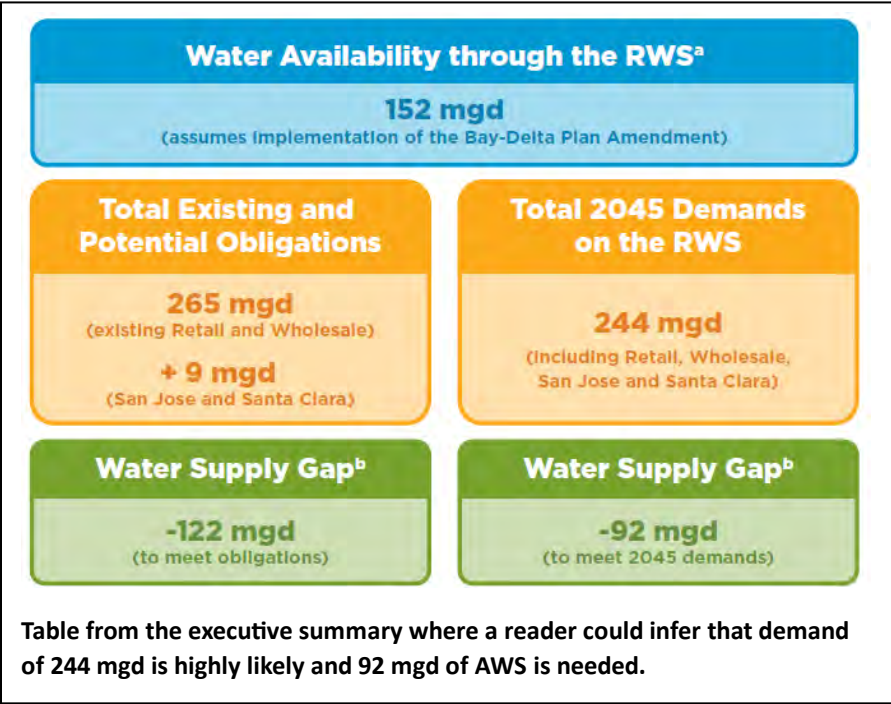 Water Availability through the RWSᵃ
152 mgd
(assumes implementation of the Bay-Delta Plan Amendment)
Total Existing and
Potential Obligations
265 mgd
(existing Retail and Wholesale)
+ 9 mgd
(San Jose and Santa Clara)
Total 2045 Demands
on the RWS
244 mgd
(including Retail, Wholesale,
San Jose and Santa Clara)
Water Supply Gapᵇ
-122 mgd
(to meet obligations)
Water Supply Gapᵇ
-92 mgd
(to meet 2045 demands)
Table from the executive summary where a reader could infer that demand
of 244 mgd is highly likely and 92 mgd of AWS is needed.